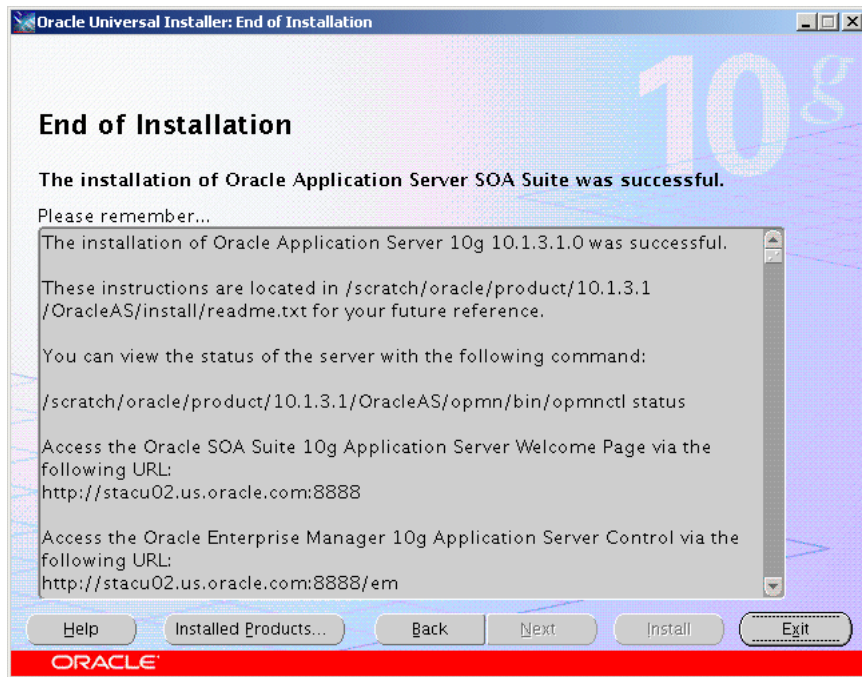 Oracle Universal Installer: End of Installation
10g
End of Installation
The installation of Oracle Application Server SOA Suite was successful.
Please remember...
The installation of Oracle Application Server 10g 10.1.3.1.0 was successful.
These instructions are located in /scratch/oracle/product/10.1.3.1
/OracleAS/install/readme.txt for your future reference.
You can view the status of the server with the following command:
/scratch/oracle/product/10.1.3.1/OracleAS/opmn/bin/opmnctl status
Access the Oracle SOA Suite 10g Application Server Welcome Page via the
following URL:
http://stacu02.us.oracle.com:8888
Access the Oracle Enterprise Manager 10g Application Server Control via the
following URL:
http://stacu02.us.oracle.com:8888/em
Help Installed Products... Back Next Install Exit
ORACLE